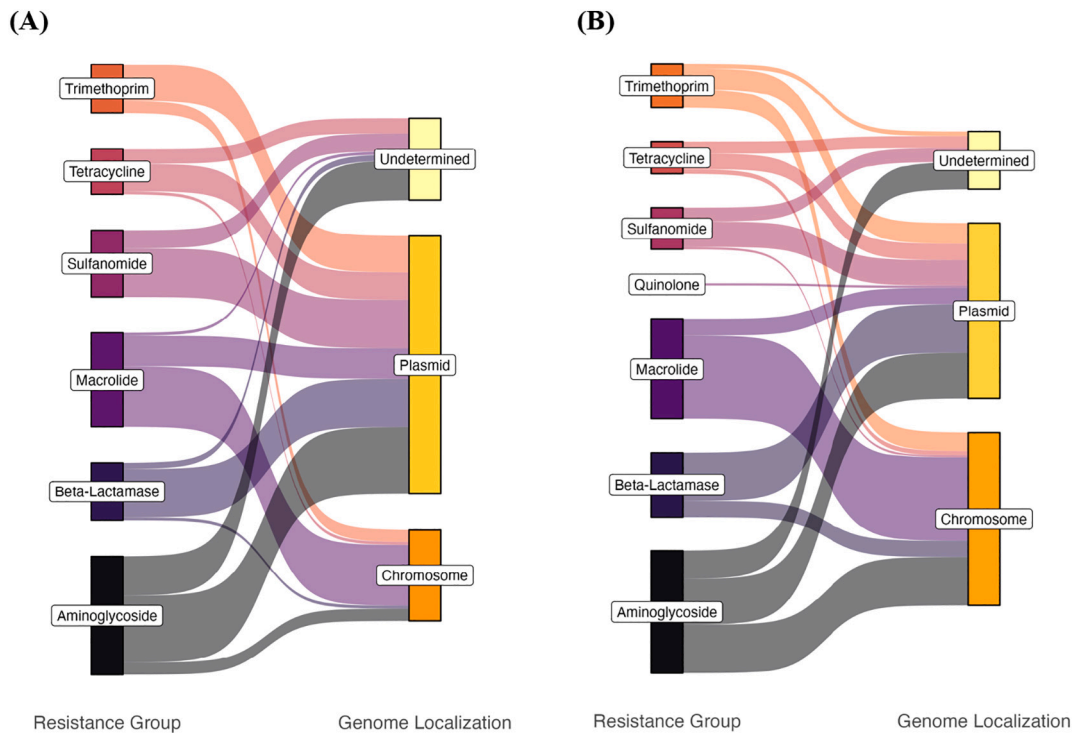 (A)
Trimethoprim
Tetracycline
Sulfanomide
Macrolide
Beta-Lactamase
Aminoglycoside
Undetermined
Plasmid
Chromosome
Resistance Group
Genome Localization
(B)
Trimethoprim
Tetracycline
Sulfanomide
Quinolone
Macrolide
Beta-Lactamase
Aminoglycoside
Undetermined
Plasmid
Chromosome
Resistance Group
Genome Localization